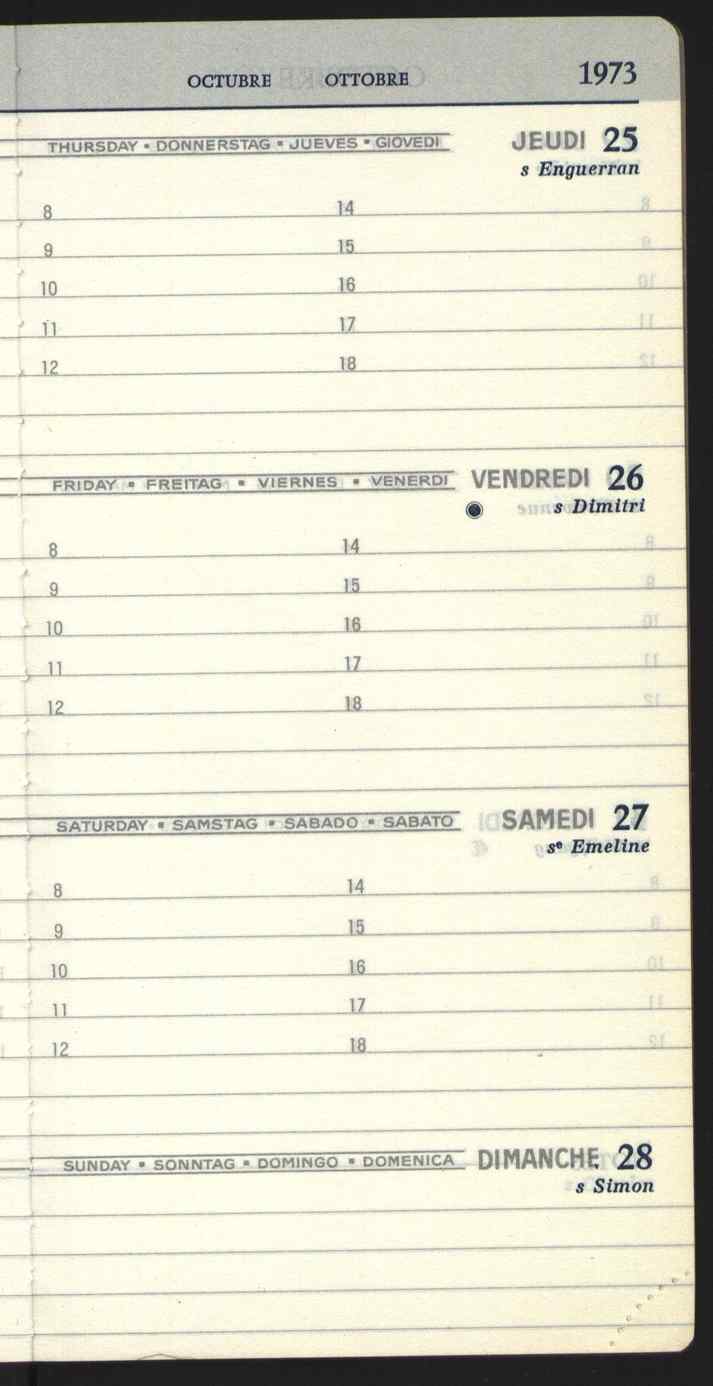 OCTUBRE OTTOBRE 1973
THURSDAY • DONNERSTAG • JUEVES • GIOVEDI JEUDI 25
s Enguerran
8 14
9 15
10 16
11 17
12 18
FRIDAY • FREITAG • VIERNES • VENERDI VENDREDI 26
s Dimitri
8 14
9 15
10 16
11 17
12 18
SATURDAY • SAMSTAG • SABADO • SABATO SAMEDI 27
sᵉ Emeline
8 14
9 15
10 16
11 17
12 18
SUNDAY • SONNTAG • DOMINGO • DOMENICA DIMANCHE 28
s Simon